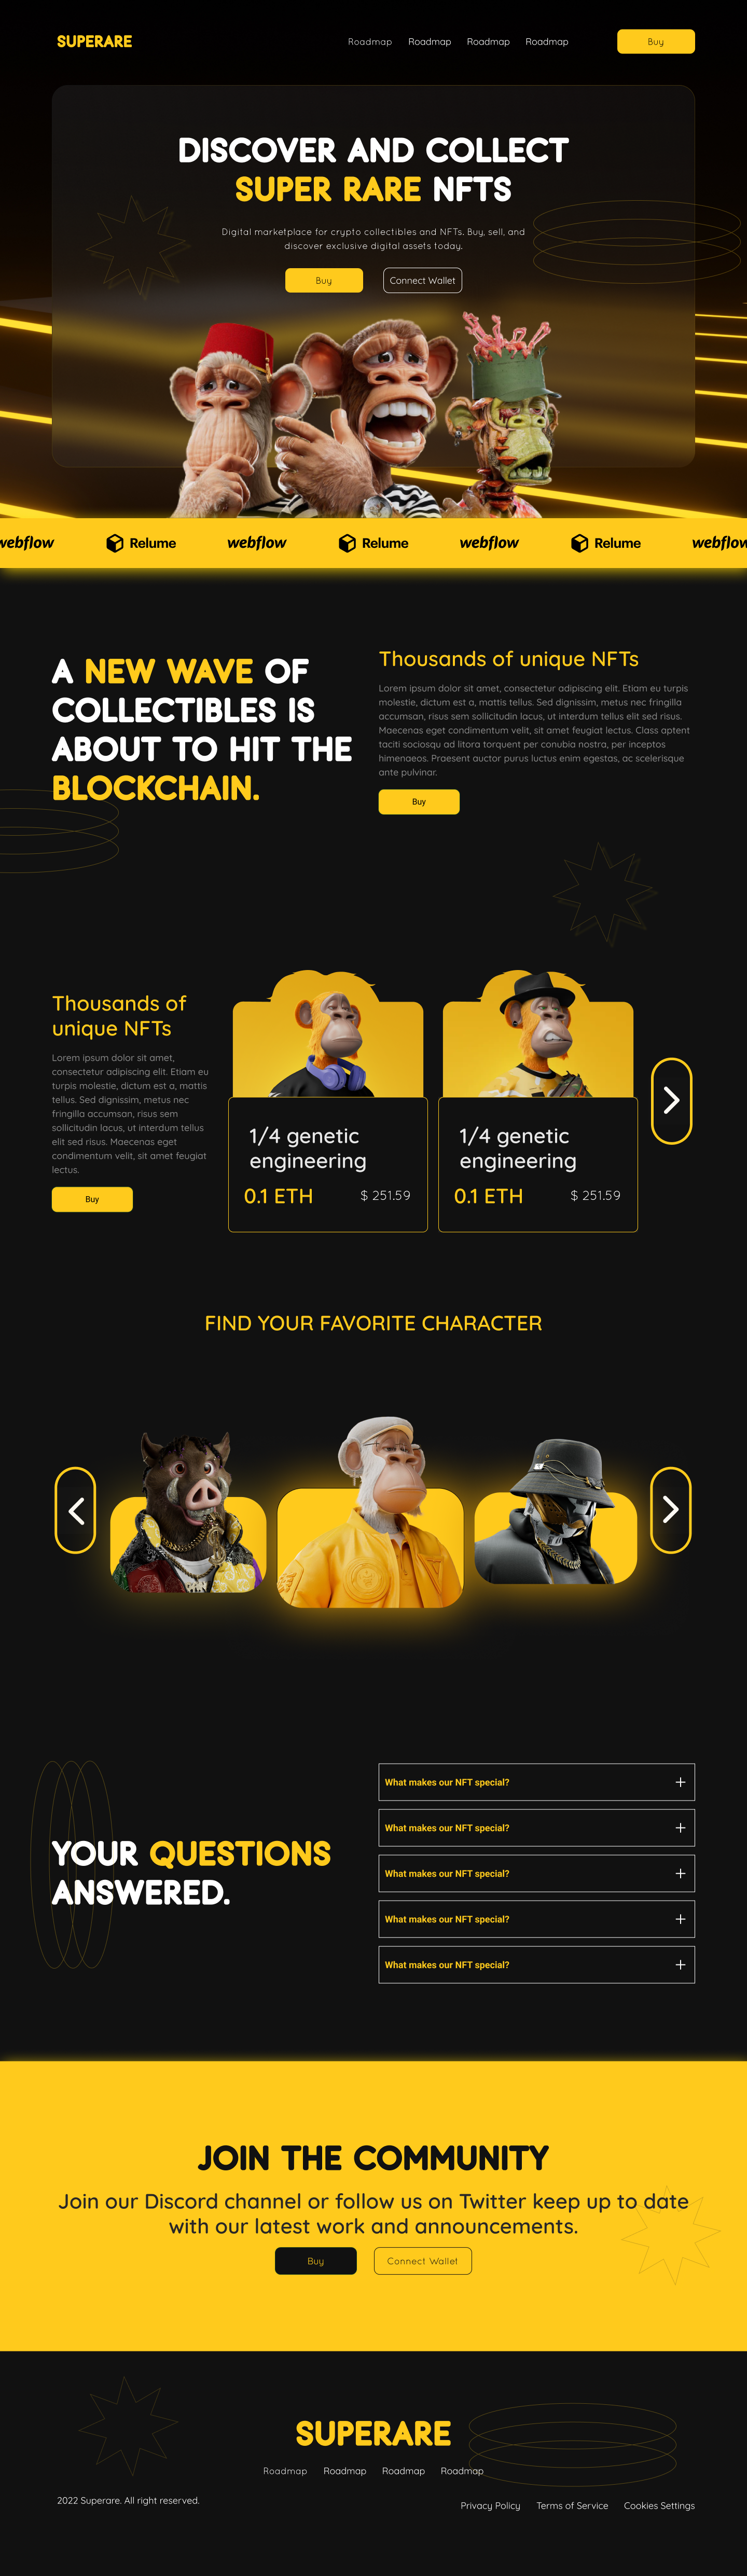 SUPERARE
Roadmap Roadmap Roadmap Roadmap
Buy
DISCOVER AND COLLECT
SUPER RARE NFTS
Digital marketplace for crypto collectibles and NFTs. Buy, sell, and
discover exclusive digital assets today.
Buy
Connect Wallet
webflow Relume webflow Relume webflow Relume webflow
A NEW WAVE OF
COLLECTIBLES IS
ABOUT TO HIT THE
BLOCKCHAIN.
Thousands of unique NFTs
Lorem ipsum dolor sit amet, consectetur adipiscing elit. Etiam eu turpis
molestie, dictum est a, mattis tellus. Sed dignissim, metus nec fringilla
accumsan, risus sem sollicitudin lacus, ut interdum tellus elit sed risus.
Maecenas eget condimentum velit, sit amet feugiat lectus. Class aptent
taciti sociosqu ad litora torquent per conubia nostra, per inceptos
himenaeos. Praesent auctor purus luctus enim egestas, ac scelerisque
ante pulvinar.
Buy
Thousands of
unique NFTs
Lorem ipsum dolor sit amet,
consectetur adipiscing elit. Etiam eu
turpis molestie, dictum est a, mattis
tellus. Sed dignissim, metus nec
fringilla accumsan, risus sem
sollicitudin lacus, ut interdum tellus
elit sed risus. Maecenas eget
condimentum velit, sit amet feugiat
lectus.
Buy
1/4 genetic
engineering
0.1 ETH $ 251.59
1/4 genetic
engineering
0.1 ETH $ 251.59
FIND YOUR FAVORITE CHARACTER
YOUR QUESTIONS
ANSWERED.
What makes our NFT special?
What makes our NFT special?
What makes our NFT special?
What makes our NFT special?
What makes our NFT special?
JOIN THE COMMUNITY
Join our Discord channel or follow us on Twitter keep up to date
with our latest work and announcements.
Buy
Connect Wallet
SUPERARE
Roadmap Roadmap Roadmap Roadmap
2022 Superare. All right reserved.
Privacy Policy Terms of Service Cookies Settings